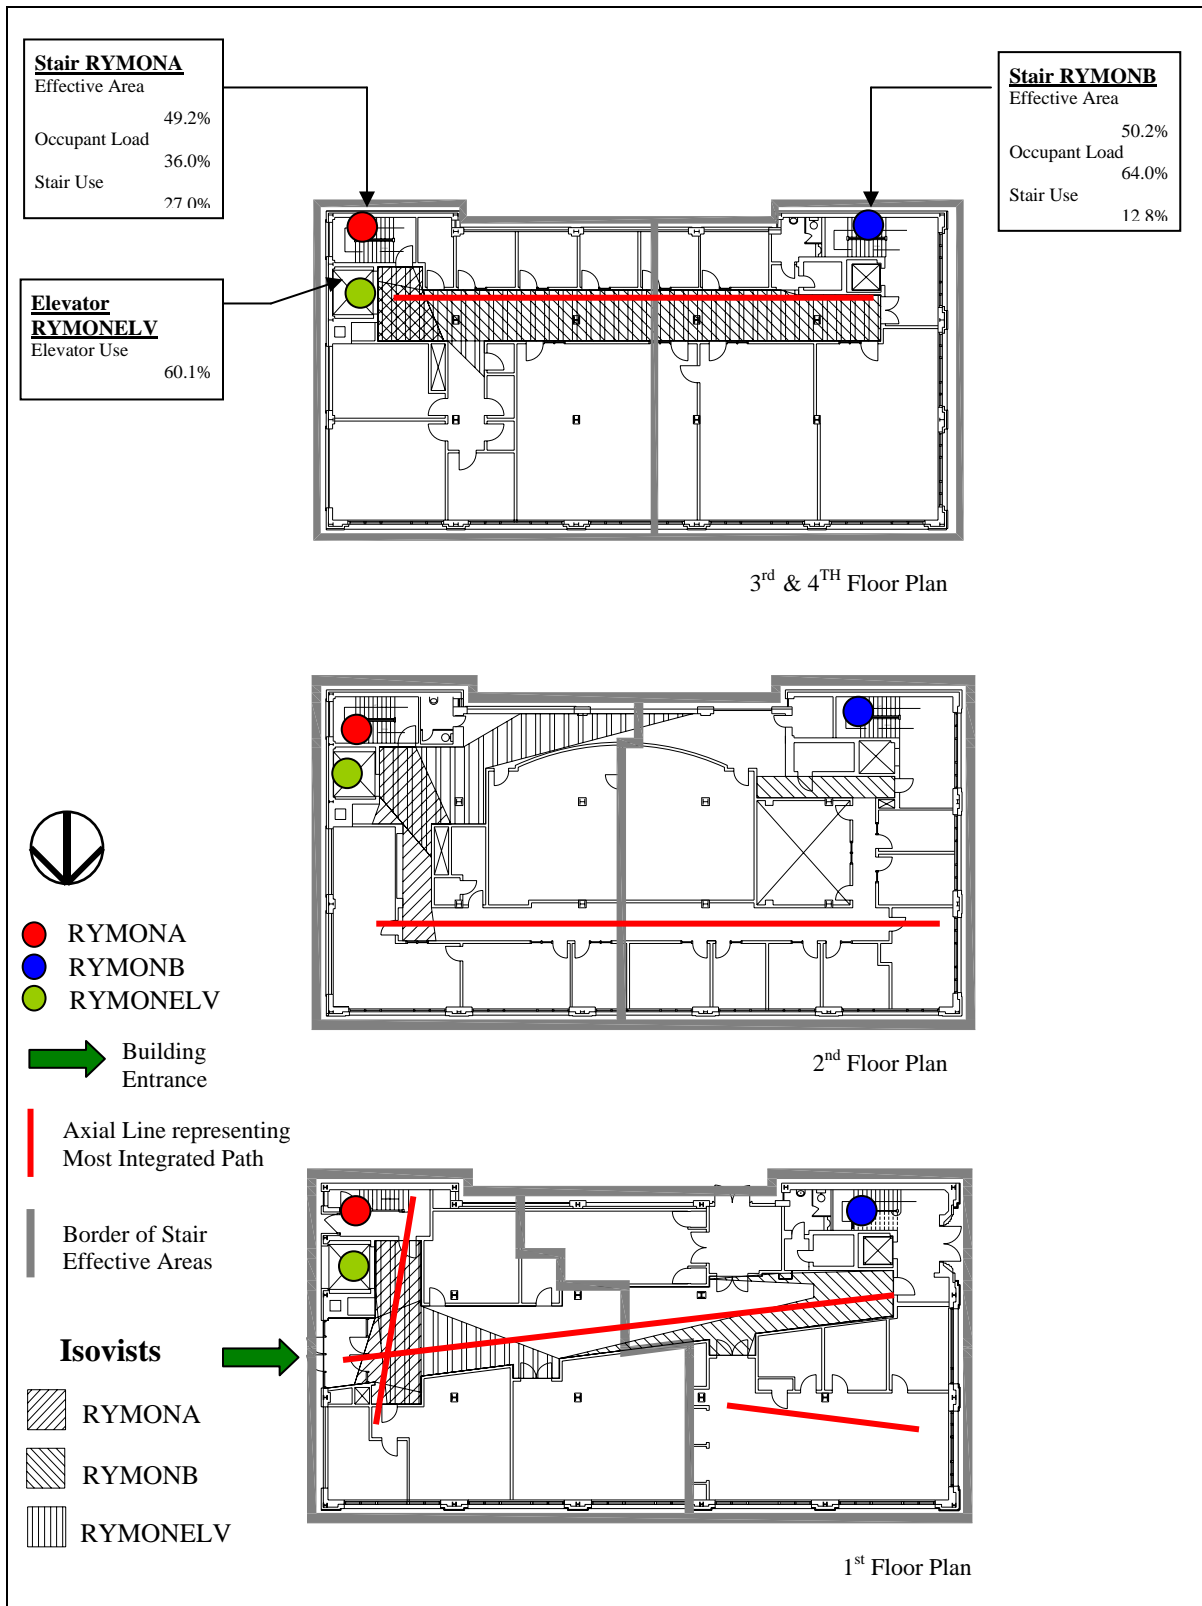 Stair RYMONA
Effective Area
49.2%
Occupant Load
36.0%
Stair Use
27.0%
Stair RYMONB
Effective Area
50.2%
Occupant Load
64.0%
Stair Use
12.8%
Elevator
RYMONELV
Elevator Use
60.1%
3rd & 4TH Floor Plan
RYMONA
RYMONB
RYMONELV
2nd Floor Plan
Building
Entrance
Axial Line representing
Most Integrated Path
Border of Stair
Effective Areas
Isovists
RYMONA
RYMONB
RYMONELV
1st Floor Plan